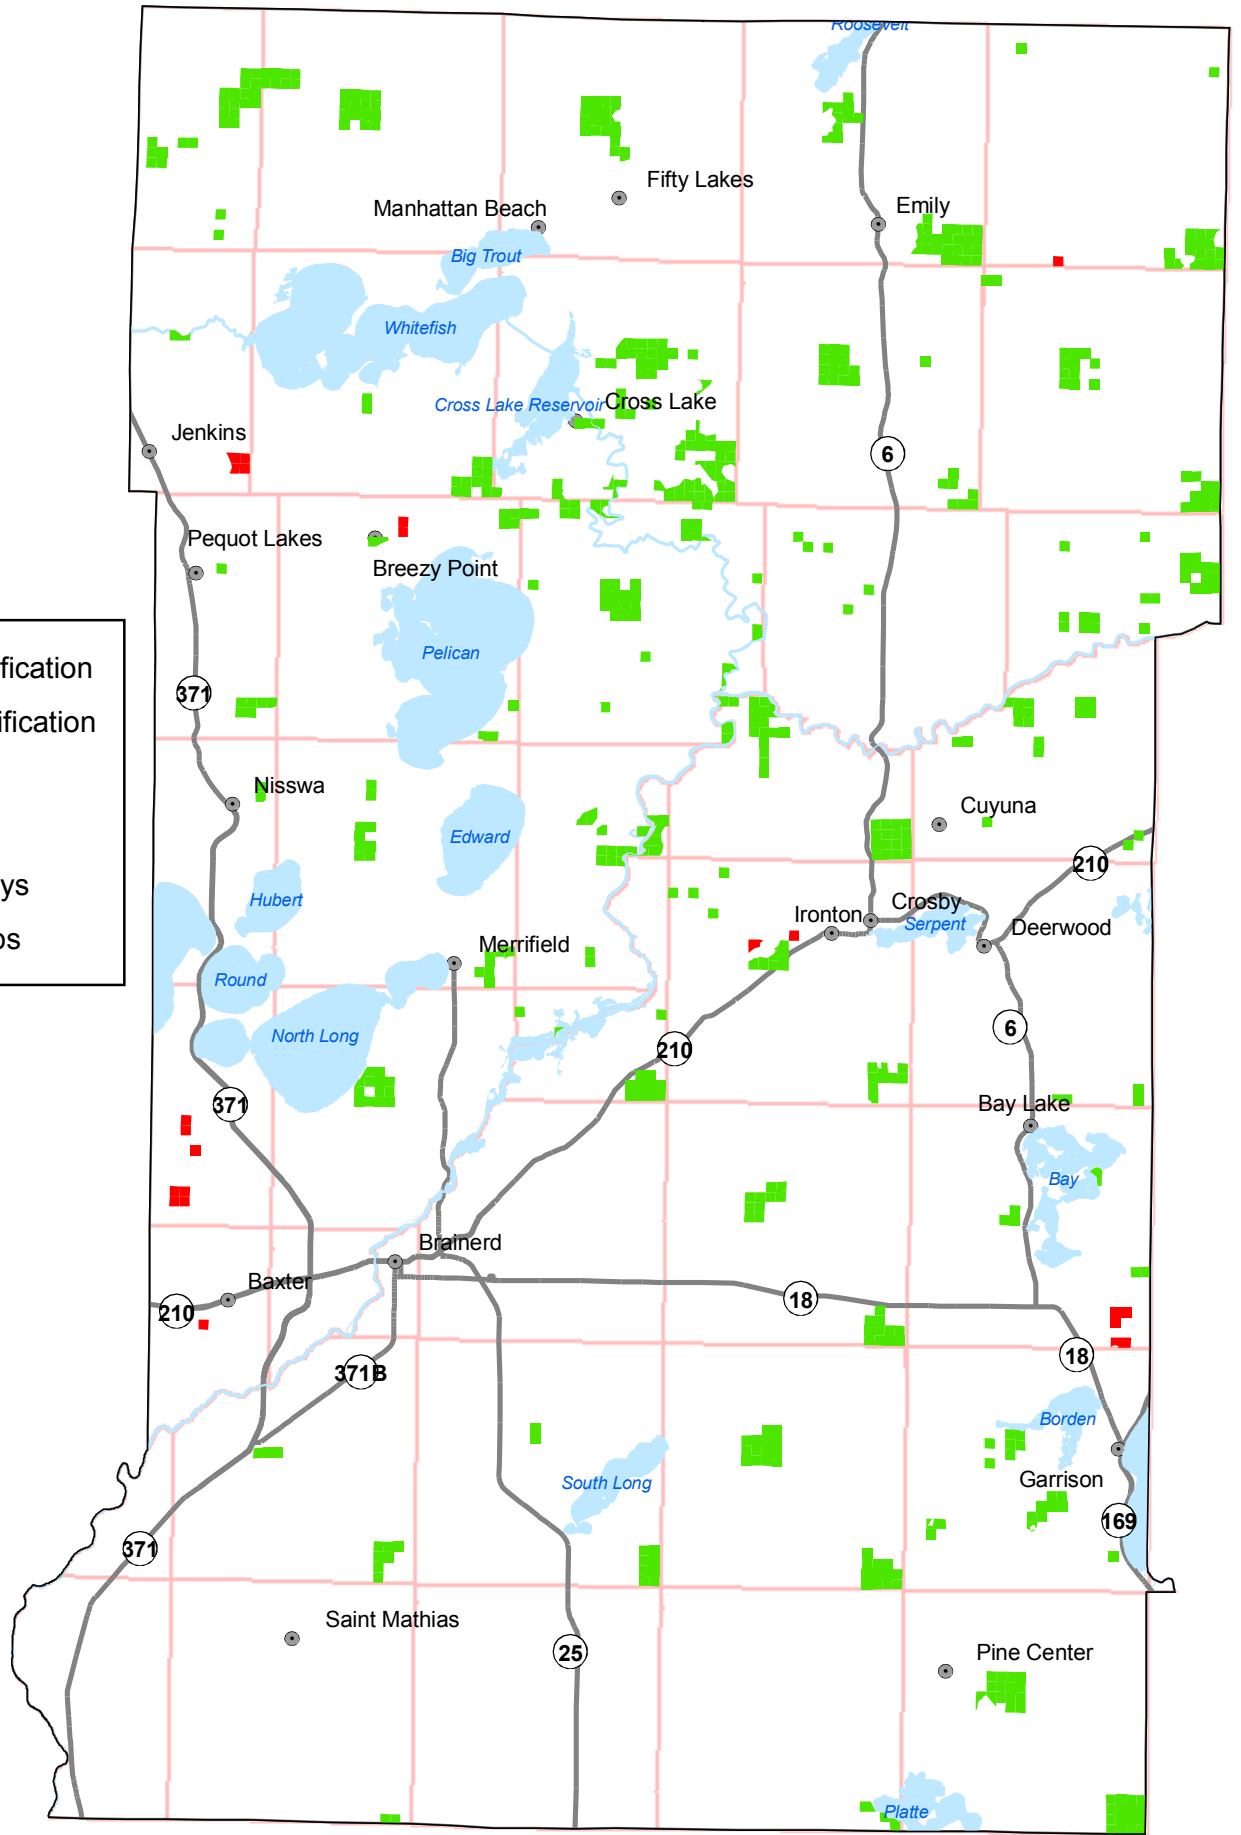 Roosevelt
Fifty Lakes
Manhattan Beach
Emily
Big Trout
Whitefish
Cross Lake Reservoir
Cross Lake
Jenkins
6
Pequot Lakes
Breezy Point
Pelican
ification
ification
371
Nisswa
Cuyuna
Edward
210
ys
Hubert
Crosby
Ironton
Serpent
Deerwood
os
Merrifield
Round
North Long
6
210
371
Bay Lake
Bay
Brainerd
Baxter
210
18
18
371B
Borden
South Long
Garrison
169
371
Saint Mathias
25
Pine Center
Platte